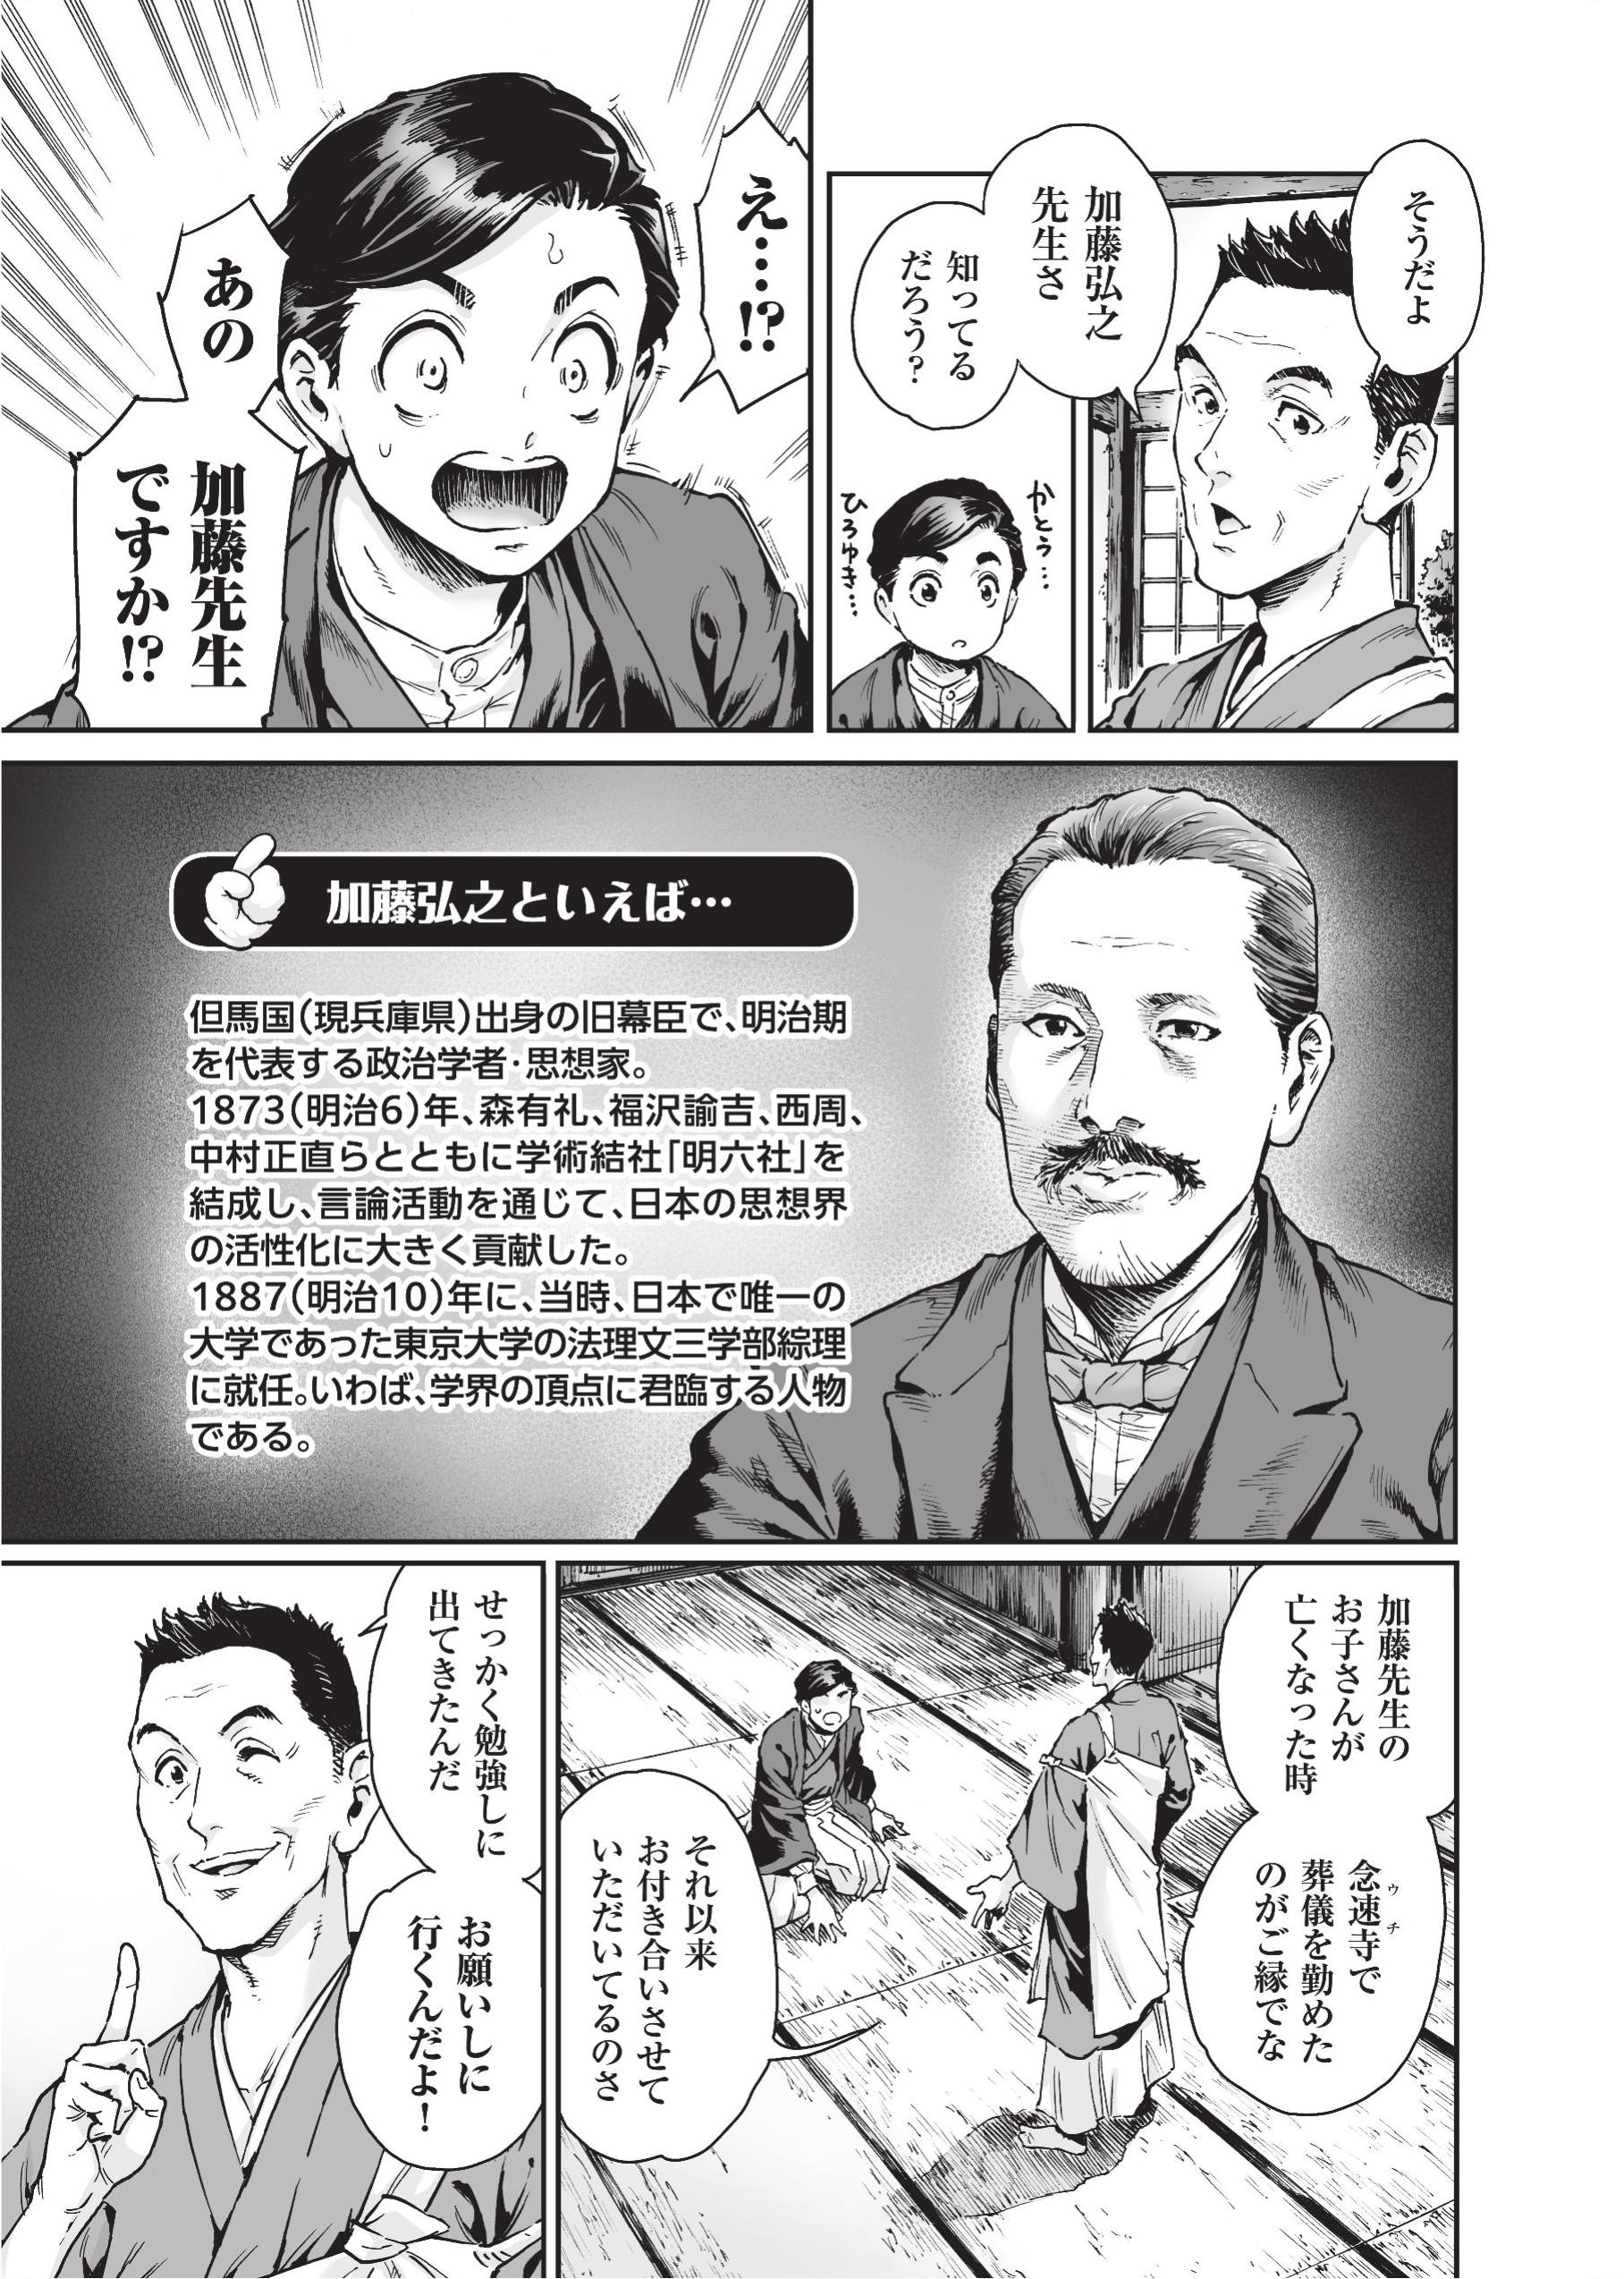 そうだよ
加藤弘之
先生さ
知ってる
だろう？
かとう…
ひろゆき…
え……!?
あの
加藤先生
ですか!?
加藤弘之といえば…
但馬国（現兵庫県）出身の旧幕臣で、明治期
を代表する政治学者・思想家。
1873（明治6）年、森有礼、福沢諭吉、西周、
中村正直らとともに学術結社「明六社」を
結成し、言論活動を通じて、日本の思想界
の活性化に大きく貢献した。
1887（明治10）年に、当時、日本で唯一の
大学であった東京大学の法理文三学部綜理
に就任。いわば、学界の頂点に君臨する人物
である。
加藤先生の
お子さんが
亡くなった時
ウチ
念速寺で
葬儀を勤めた
のがご縁でな
それ以来
お付き合いさせて
いただいてるのさ
せっかく勉強しに
出てきたんだ
お願いしに
行くんだよ！